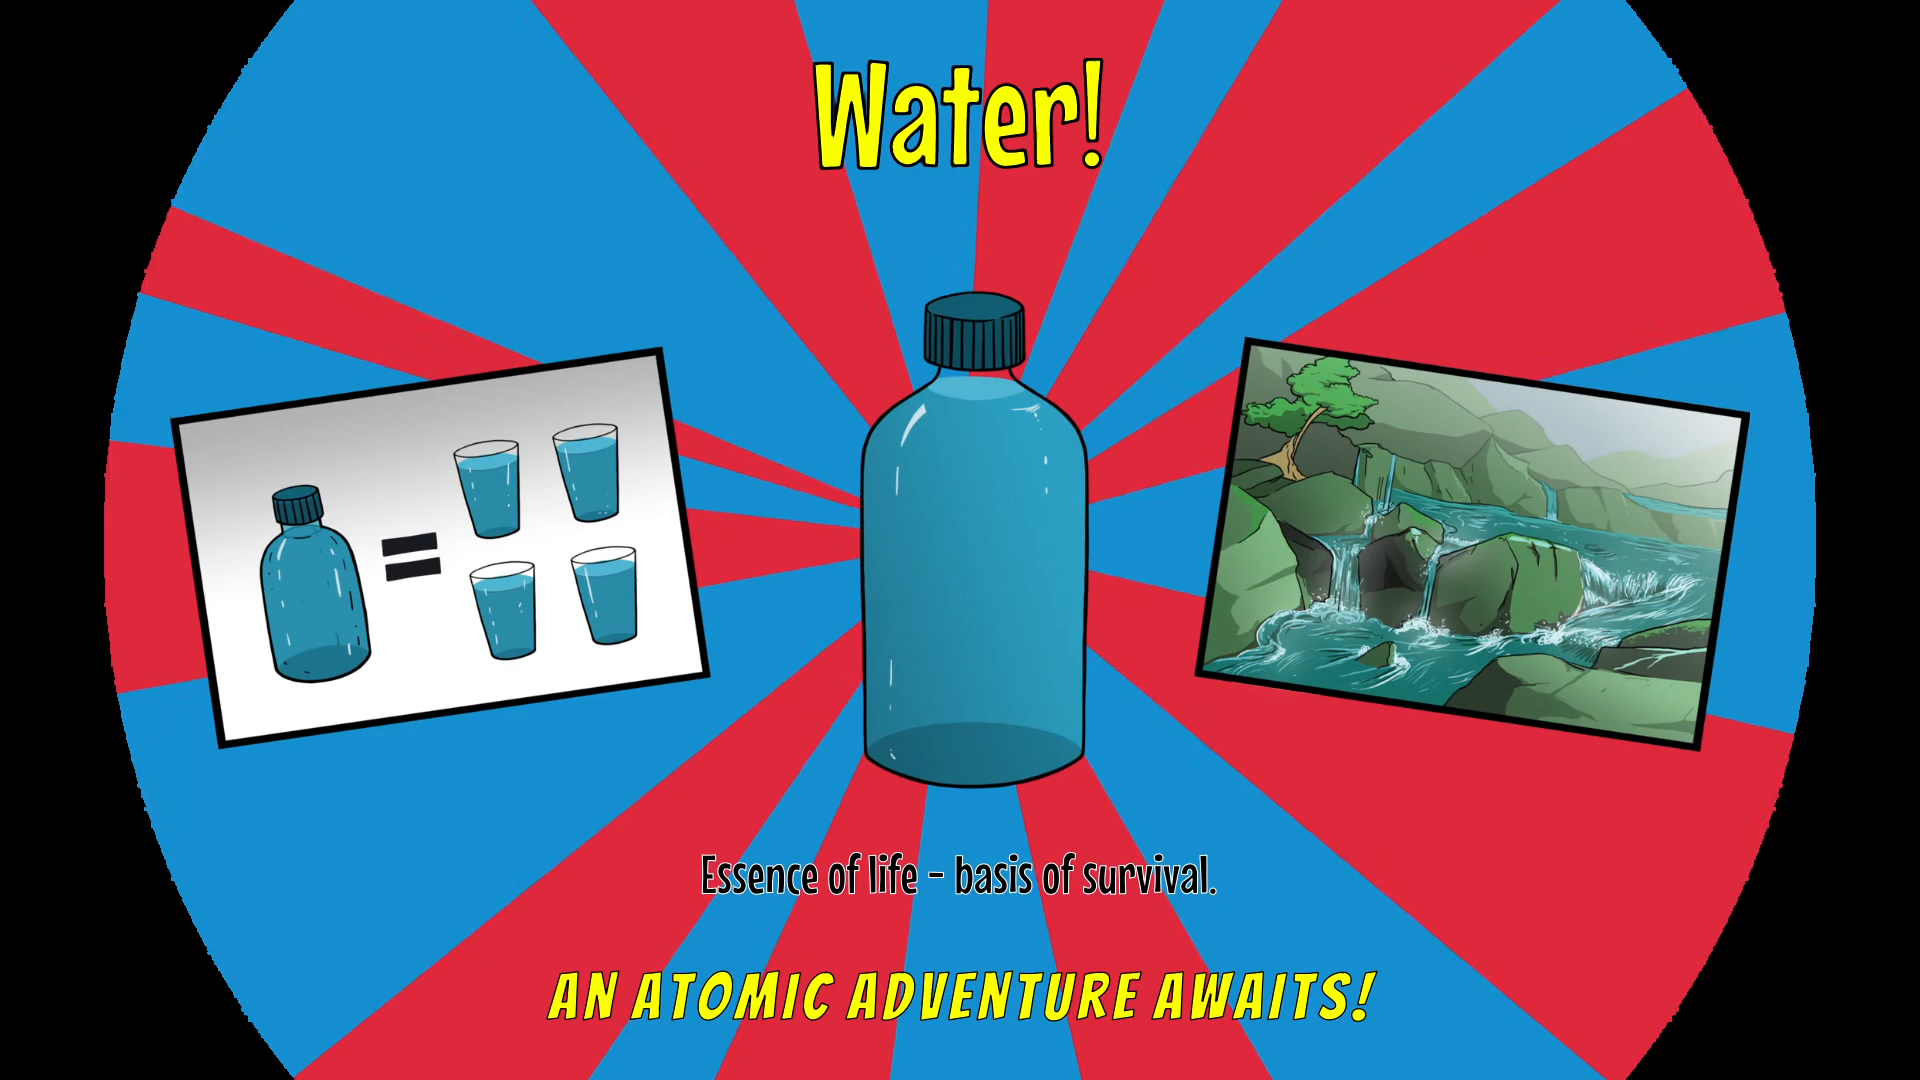 Water!
Essence of life - basis of survival.
AN ATOMIC ADVENTURE AWAITS!